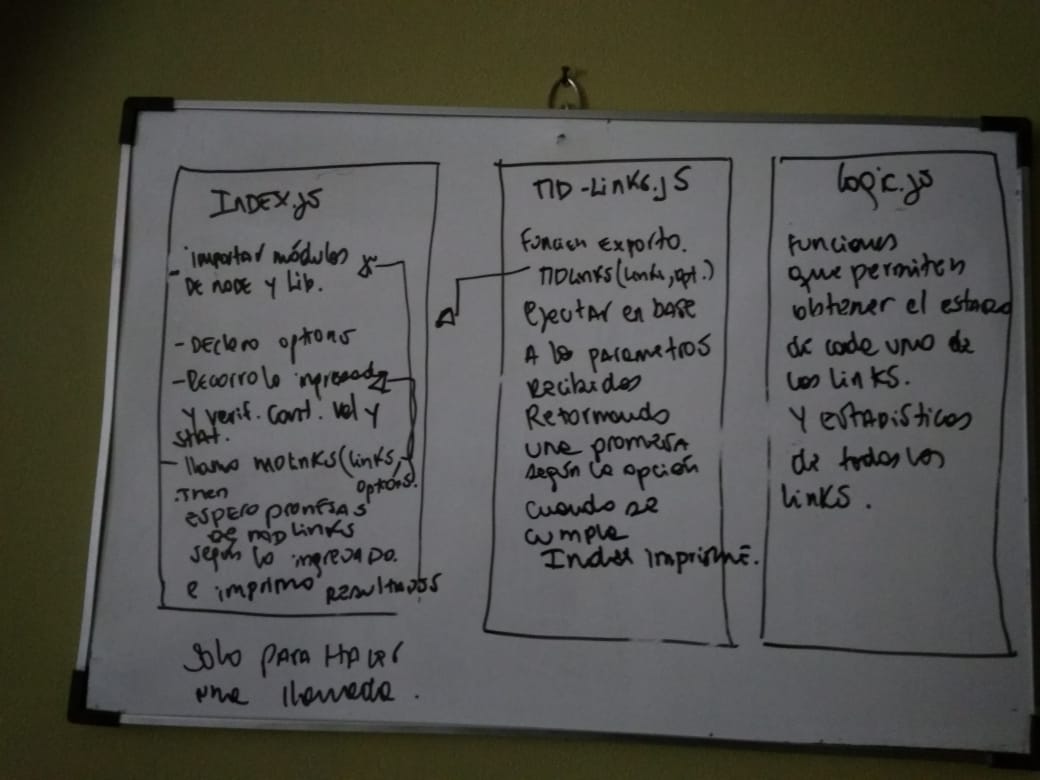 INDEX.js
- importar módulos
DE NODE y Lib.
- DEClaro options
- Recorro lo ingresado
y verif. cant. val y
stat.
- llamo MDLnKS(links,
options.
.Then
ESPERO PROMESAS
DE MDLINKS
según lo ingresADO.
e imprimo RESULTADOS
Solo PARA HACER
una llamada.
MD-LinKs.jS
Función Exporto.
MDLinKs(links, opt.)
EjecutAr en bASE
A lo pArAmetros
Recibidos
Retornando
una promesa
según la opción
cuando se
cumple
Index Imprime.
Logic.js
Funciones
que permiten
obtener el estado
de cada uno de
los linKs.
Y ESTADísticas
de todos los
LinKS.